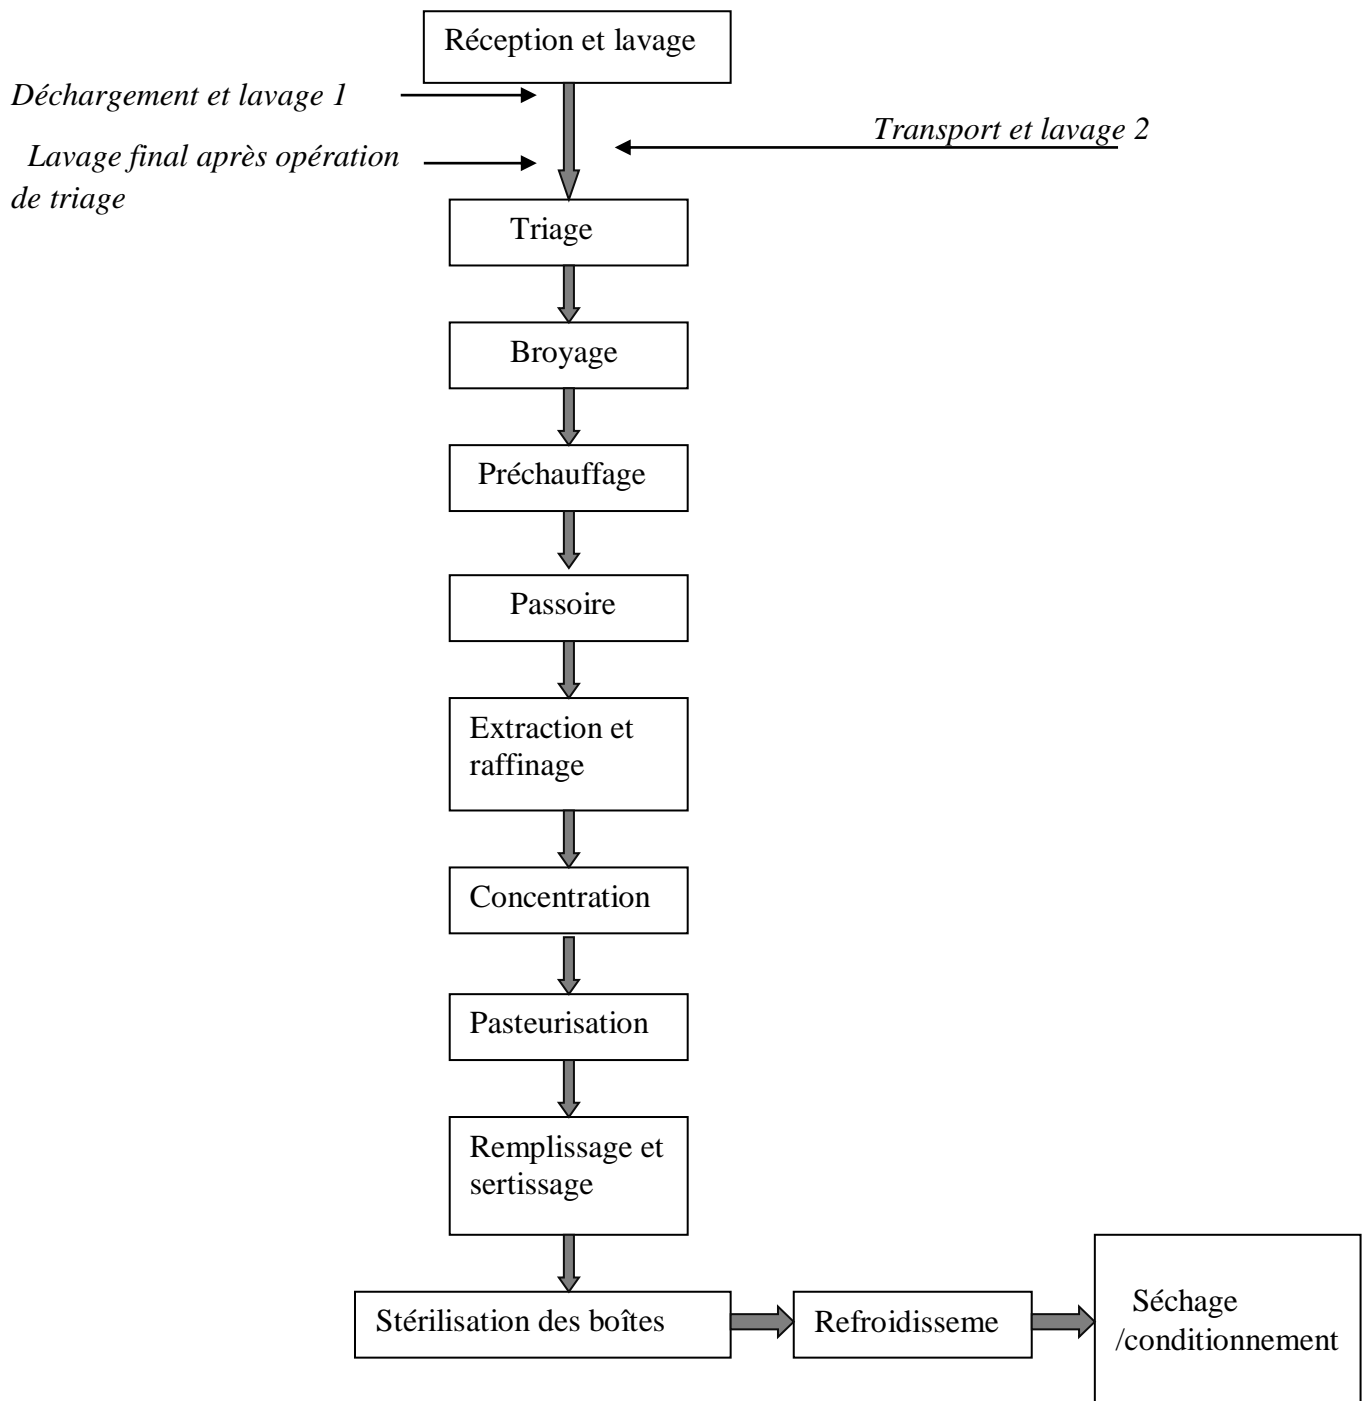 Réception et lavage
Déchargement et lavage 1
Transport et lavage 2
Lavage final après opération
de triage
Triage
Broyage
Préchauffage
Passoire
Extraction et
raffinage
Concentration
Pasteurisation
Remplissage et
sertissage
Stérilisation des boîtes
Refroidisseme
Séchage
/conditionnement